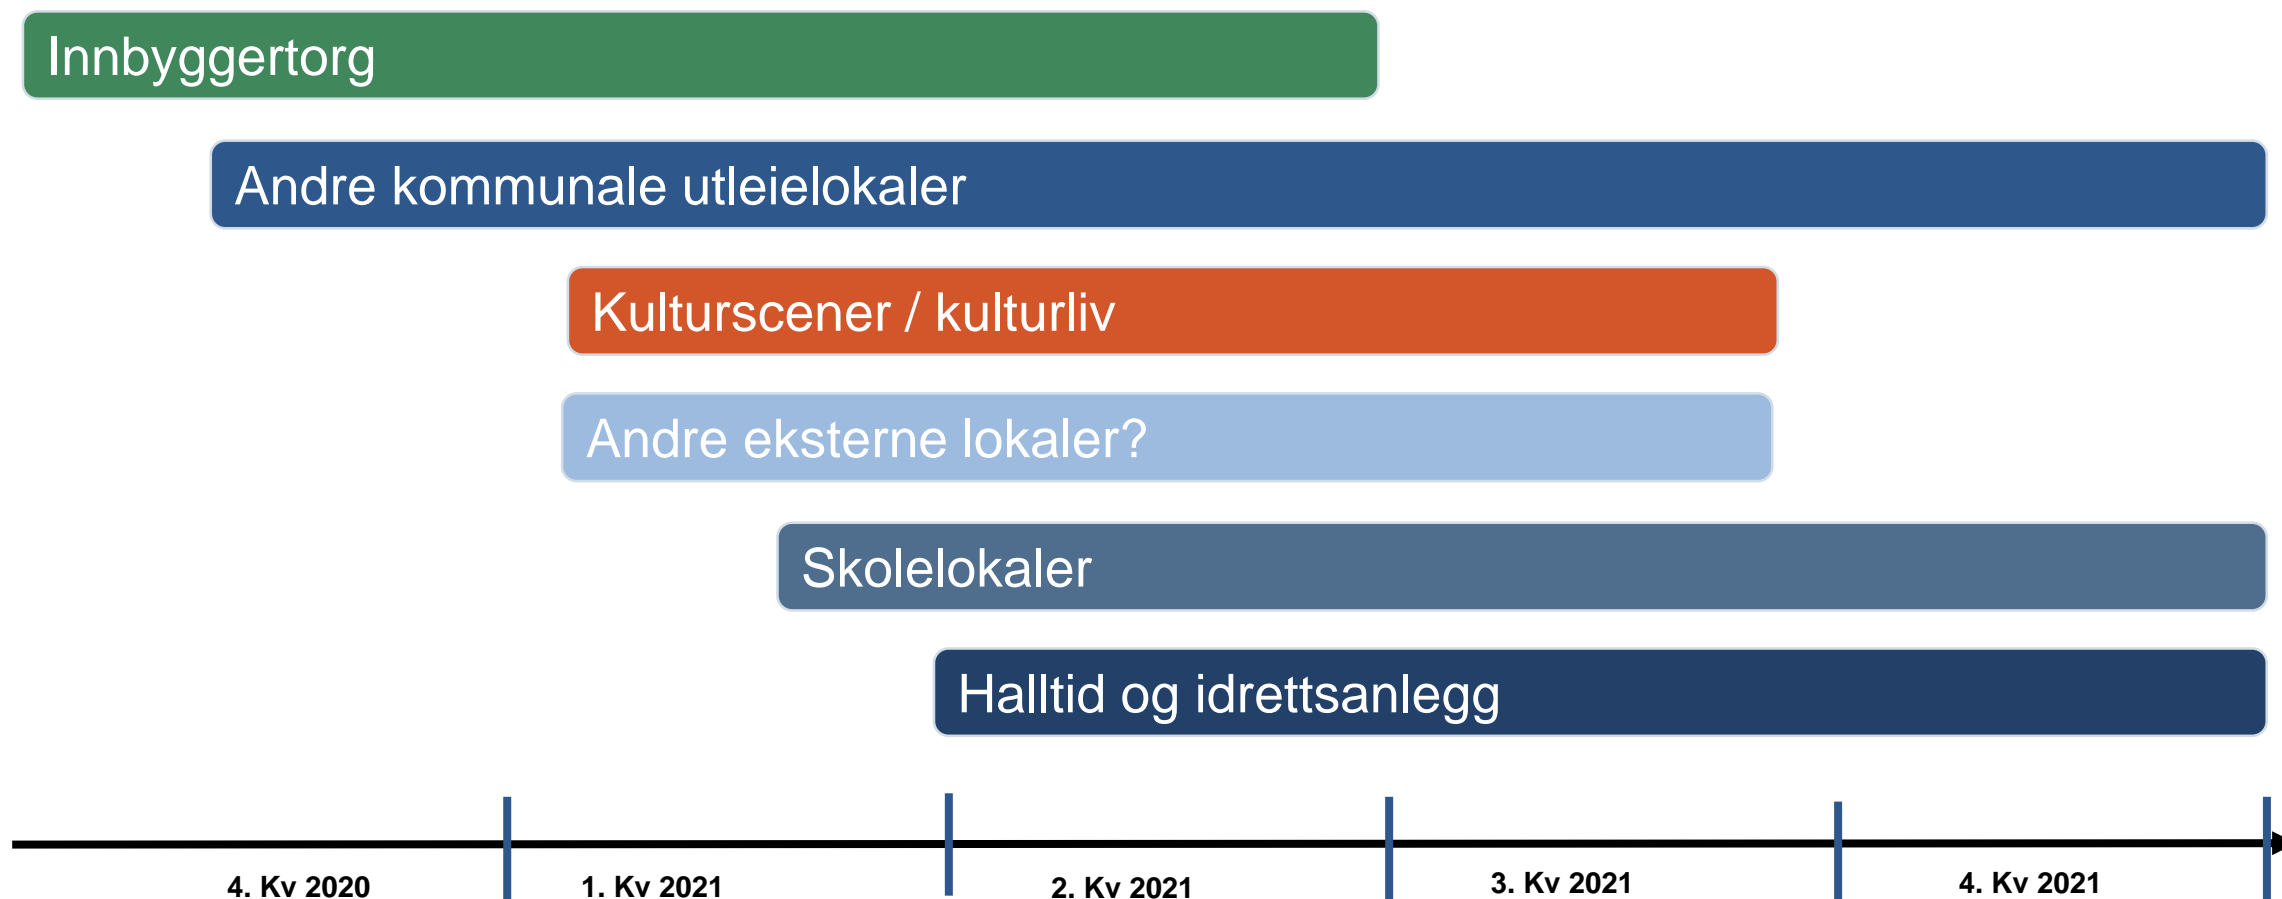 Innbyggertorg
Andre kommunale utleielokaler
Kulturscener / kulturliv
Andre eksterne lokaler?
Skolelokaler
Halltid og idrettsanlegg
4. Kv 2020
1. Kv 2021
2. Kv 2021
3. Kv 2021
4. Kv 2021